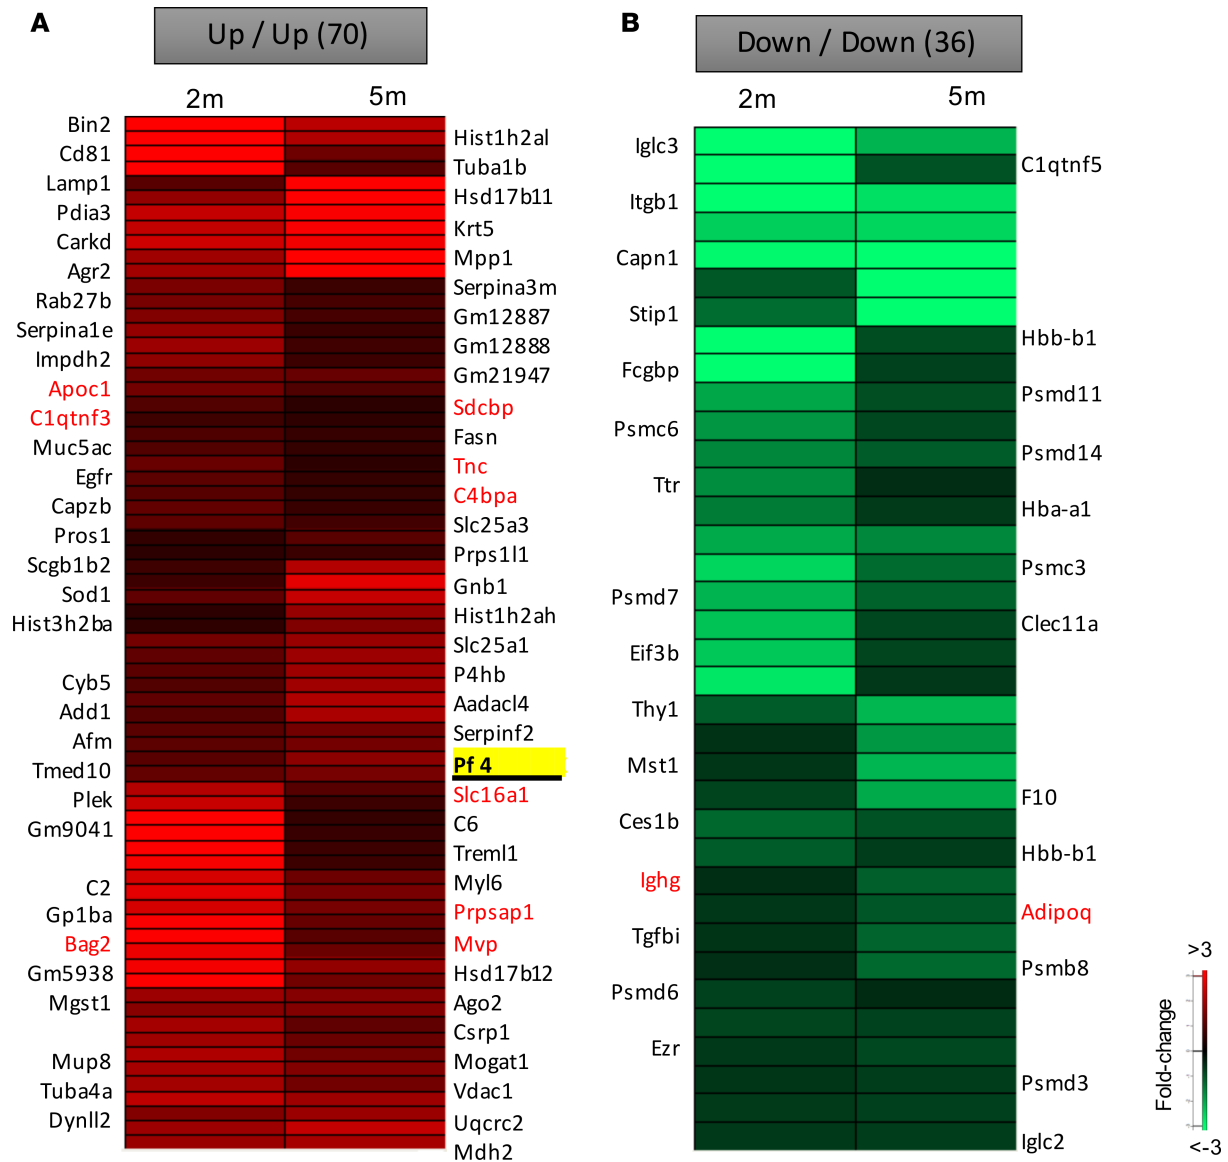 A
Up / Up (70)
2m
5m
Bin2
Hist1h2al
Cd81
Tuba1b
Lamp1
Hsd17b11
Pdia3
Krt5
Carkd
Mpp1
Agr2
Serpina3m
Rab27b
Gm12887
Serpina1e
Gm12888
Impdh2
Gm21947
Apoc1
Sdcbp
C1qtnf3
Fasn
Muc5ac
Tnc
Egfr
C4bpa
Capzb
Slc25a3
Pros1
Prps1l1
Scgb1b2
Gnb1
Sod1
Hist1h2ah
Hist3h2ba
Slc25a1
P4hb
Cyb5
Aadacl4
Add1
Serpinf2
Afm
Pf 4
Tmed10
Slc16a1
Plek
C6
Gm9041
Treml1
Myl6
C2
Prpsap1
Gp1ba
Mvp
Bag2
Hsd17b12
Gm5938
Ago2
Mgst1
Csrp1
Mogat1
Mup8
Vdac1
Tuba4a
Uqcrc2
Dynll2
Mdh2
B
Down / Down (36)
2m
5m
Iglc3
C1qtnf5
Itgb1
Capn1
Stip1
Hbb-b1
Fcgbp
Psmd11
Psmc6
Psmd14
Ttr
Hba-a1
Psmc3
Psmd7
Clec11a
Eif3b
Thy1
Mst1
F10
Ces1b
Hbb-b1
Ighg
Adipoq
Tgfbi
Psmb8
Psmd6
Ezr
Psmd3
Iglc2
>3
Fold-change
<-3